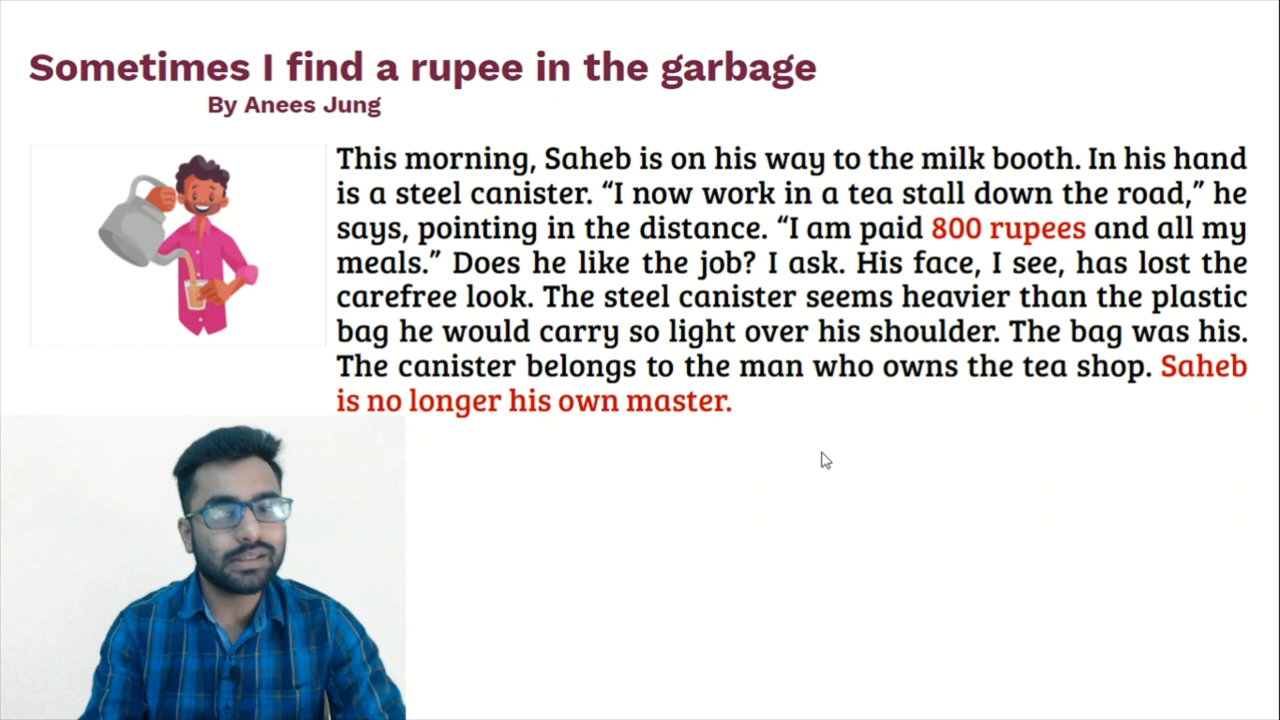 Sometimes I find a rupee in the garbage
By Anees Jung
This morning, Saheb is on his way to the milk booth. In his hand
is a steel canister. “I now work in a tea stall down the road,” he
says, pointing in the distance. “I am paid 800 rupees and all my
meals.” Does he like the job? I ask. His face, I see, has lost the
carefree look. The steel canister seems heavier than the plastic
bag he would carry so light over his shoulder. The bag was his.
The canister belongs to the man who owns the tea shop. Saheb
is no longer his own master.